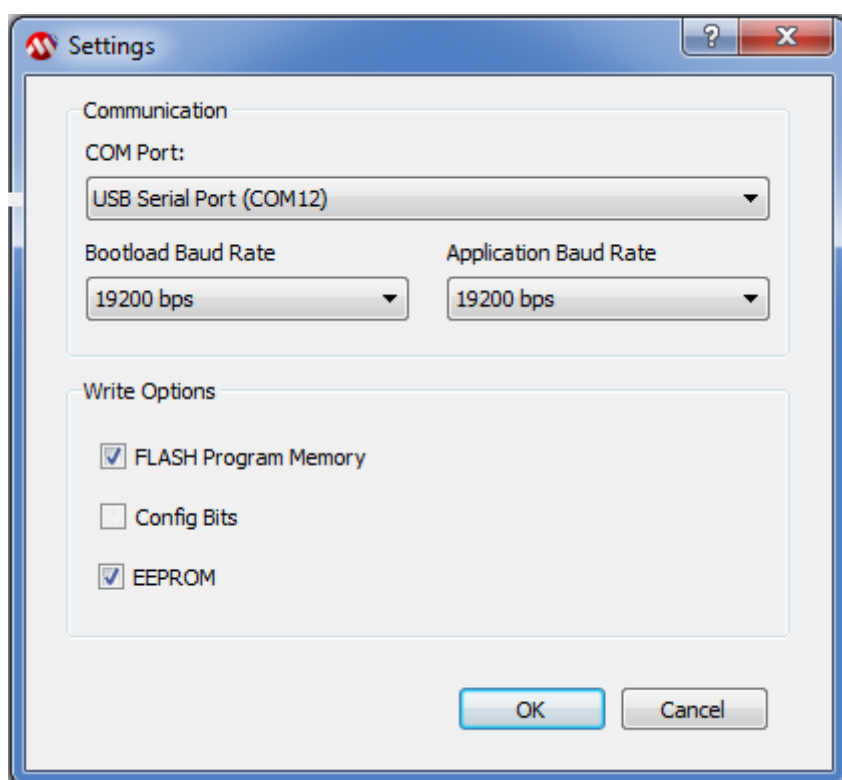 Settings
Communication
COM Port:
USB Serial Port (COM12)
Bootload Baud Rate
Application Baud Rate
19200 bps
19200 bps
Write Options
FLASH Program Memory
Config Bits
EEPROM
OK
Cancel